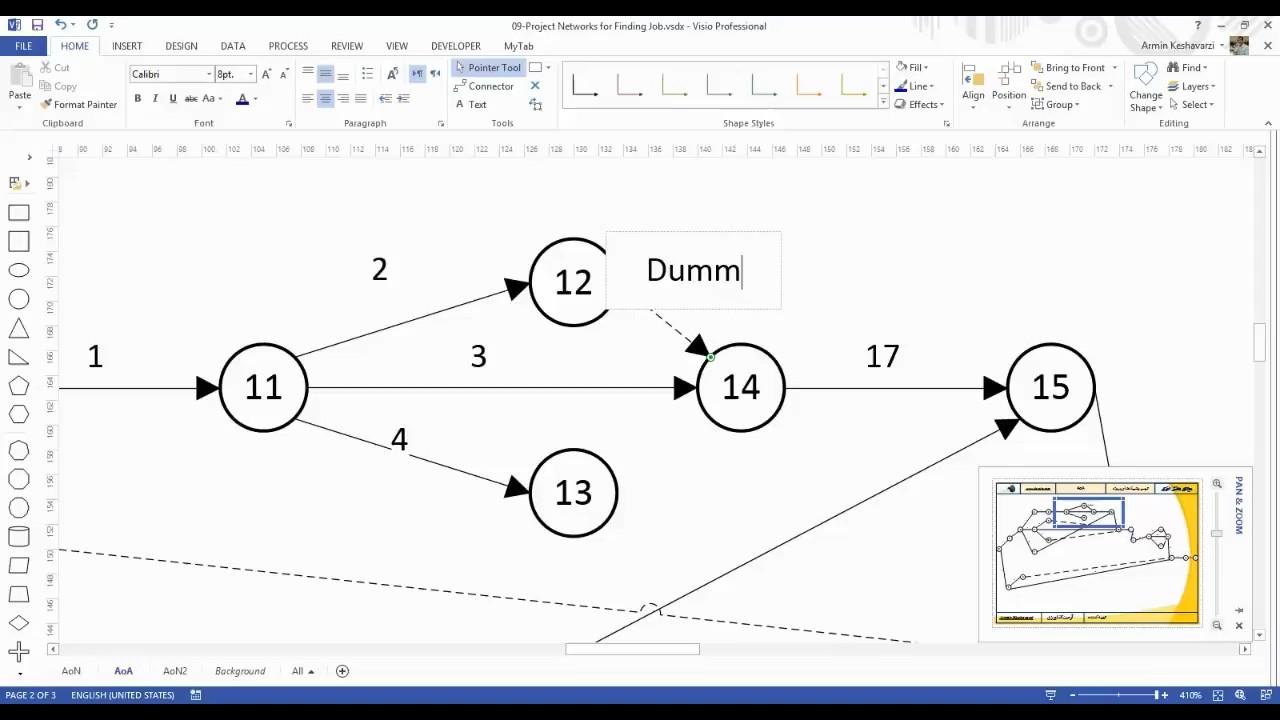 09-Project Networks for Finding Job.vsdx - Visio Professional
FILE HOME INSERT DESIGN DATA PROCESS REVIEW VIEW DEVELOPER MyTab Armin Keshavarzi
Paste Cut Copy Format Painter
Calibri 8pt.
Pointer Tool
Connector
Text
Fill Line Effects
Align Position
Bring to Front Send to Back Group
Change Shape
Find Layers Select
Clipboard Font Paragraph Tools Shape Styles Arrange Editing
2
12
Dumm
1
3
17
11
14
15
4
13
PAN & ZOOM
AoN AoA AoN2 Background All
PAGE 2 OF 3 ENGLISH (UNITED STATES) 410%